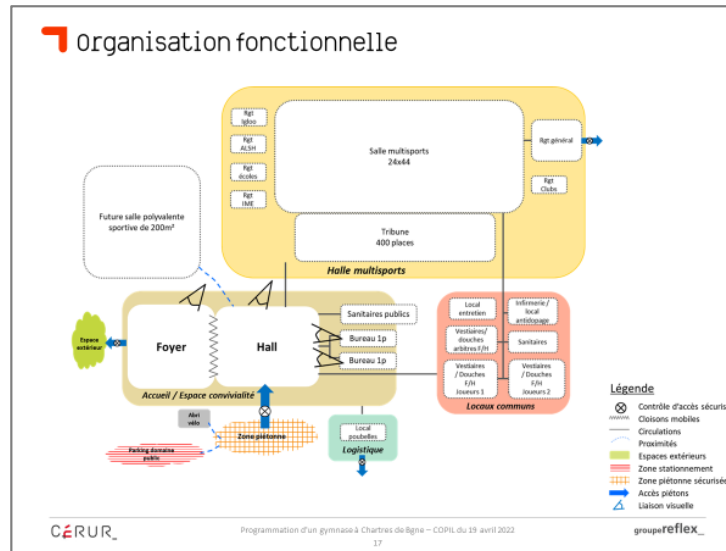 Organisation fonctionnelle
Rgt
Igloo
Rgt
ALSH
Rgt
écoles
Rgt
IME
Salle multisports
24x44
Rgt général
Rgt
Clubs
Tribune
400 places
Halle multisports
Future salle polyvalente
sportive de 200m²
Espace
extérieur
Foyer
Hall
Sanitaires publics
Bureau 1p
Bureau 1p
Accueil / Espace convivialité
Local
entretien
Infirmerie /
local
antidopage
Vestiaires/
douches
arbitres F/H
Sanitaires
Vestiaires
/ Douches
F/H
Joueurs 1
Vestiaires
/ Douches
F/H
Joueurs 2
Locaux communs
Abri
vélo
Zone piétonne
Parking domaine
public
Local
poubelles
Logistique
Légende
Contrôle d'accès sécuris
Cloisons mobiles
Circulations
Proximités
Espaces extérieurs
Zone stationnement
Zone piétonne sécurisée
Accès piétons
Liaison visuelle
CÉRUR_
Programmation d'un gymnase à Chartres de Bgne – COPIL du 19 avril 2022
groupereflex_
17